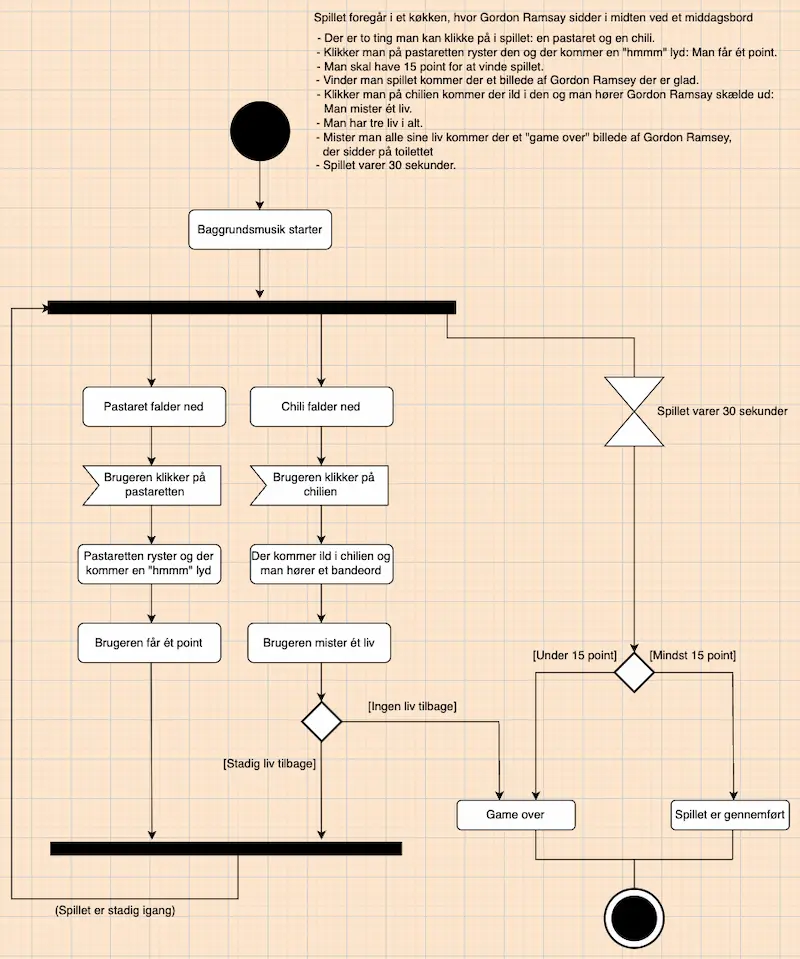 Spillet foregår i et køkken, hvor Gordon Ramsay sidder i midten ved et middagsbord
- Der er to ting man kan klikke på i spillet: en pastaret og en chili.
- Klikker man på pastaretten ryster den og der kommer en "hmmm" lyd: Man får ét point.
- Man skal have 15 point for at vinde spillet.
- Vinder man spillet kommer der et billede af Gordon Ramsey der er glad.
- Klikker man på chilien kommer der ild i den og man hører Gordon Ramsay skælde ud:
Man mister ét liv.
- Man har tre liv i alt.
- Mister man alle sine liv kommer der et "game over" billede af Gordon Ramsey,
der sidder på toilettet
- Spillet varer 30 sekunder.
Baggrundsmusik starter
Pastaret falder ned
Chili falder ned
Spillet varer 30 sekunder
Brugeren klikker på
pastaretten
Brugeren klikker på
chilien
Pastaretten ryster og der
kommer en "hmmm" lyd
Der kommer ild i chilien og
man hører et bandeord
Brugeren får ét point
Brugeren mister ét liv
[Under 15 point]
[Mindst 15 point]
[Ingen liv tilbage]
[Stadig liv tilbage]
Game over
Spillet er gennemført
(Spillet er stadig igang)